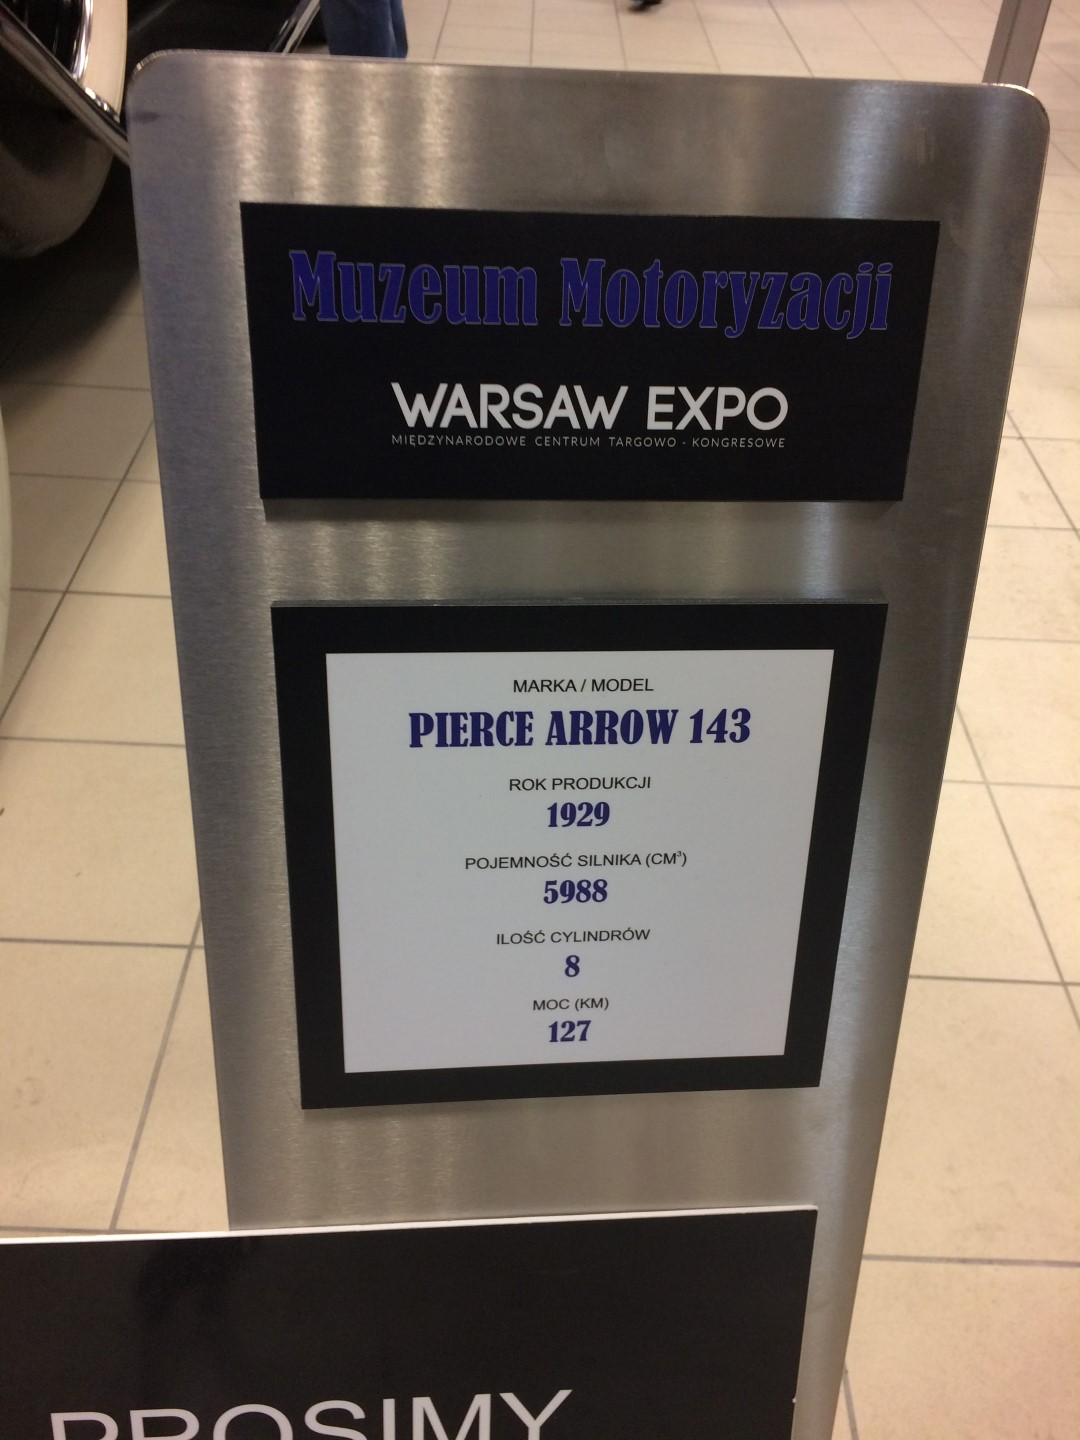 Muzeum Motoryzacji
WARSAW EXPO
MIĘDZYNARODOWE CENTRUM TARGOWO - KONGRESOWE
MARKA / MODEL
PIERCE ARROW 143
ROK PRODUKCJI
1929
POJEMNOŚĆ SILNIKA (CM³)
5988
ILOŚĆ CYLINDRÓW
8
MOC (KM)
127
PROSIMY